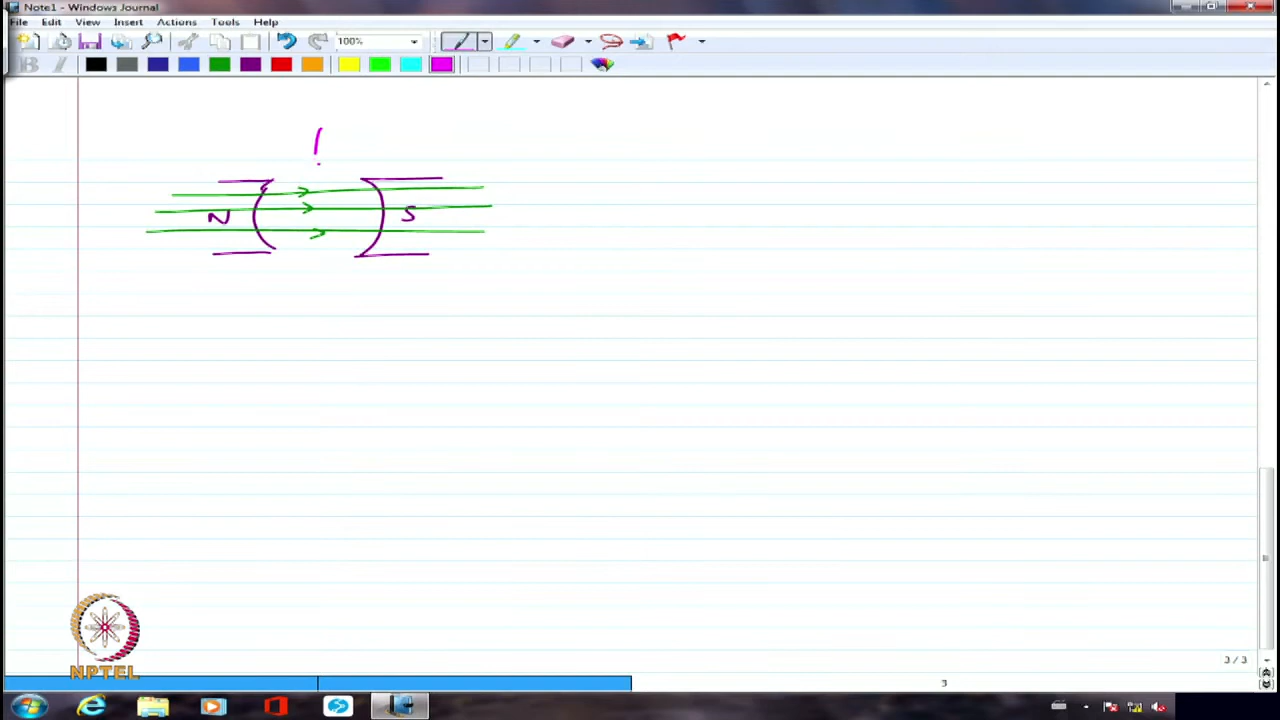 Note1 - Windows Journal
File Edit View Insert Actions Tools Help
100%
B I
N S
3 / 3
NPTEL
3